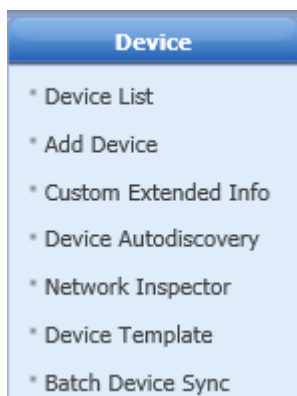 Device
Device List
Add Device
Custom Extended Info
Device Autodiscovery
Network Inspector
Device Template
Batch Device Sync